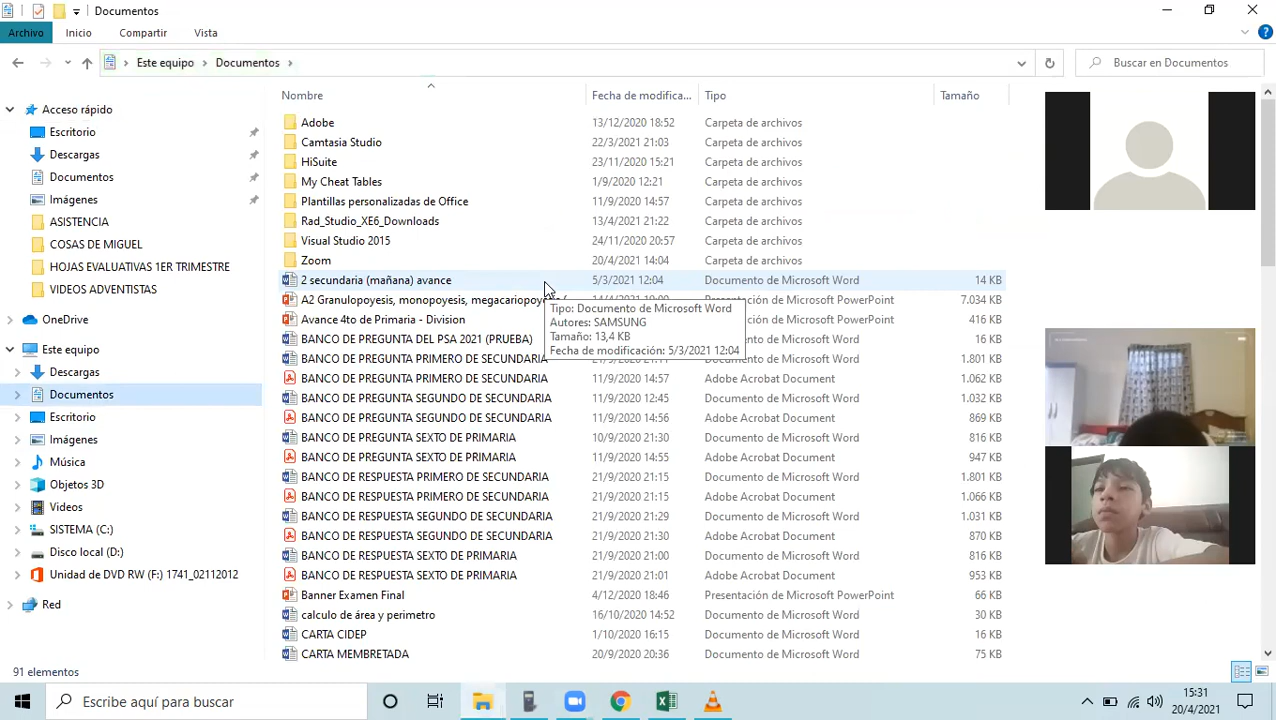 Documentos
Archivo Inicio Compartir Vista
Este equipo Documentos Buscar en Documentos
Nombre Fecha de modifica... Tipo Tamaño
Acceso rápido
Escritorio
Descargas
Documentos
Imágenes
ASISTENCIA
COSAS DE MIGUEL
HOJAS EVALUATIVAS 1ER TRIMESTRE
VIDEOS ADVENTISTAS
OneDrive
Este equipo
Descargas
Documentos
Escritorio
Imágenes
Música
Objetos 3D
Videos
SISTEMA (C:)
Disco local (D:)
Unidad de DVD RW (F:) 1741_02112012
Red
Adobe 13/12/2020 18:52 Carpeta de archivos
Camtasia Studio 22/3/2021 21:03 Carpeta de archivos
HiSuite 23/11/2020 15:21 Carpeta de archivos
My Cheat Tables 1/9/2020 12:21 Carpeta de archivos
Plantillas personalizadas de Office 11/9/2020 14:57 Carpeta de archivos
Rad_Studio_XE6_Downloads 13/4/2021 21:22 Carpeta de archivos
Visual Studio 2015 24/11/2020 20:57 Carpeta de archivos
Zoom 20/4/2021 14:04 Carpeta de archivos
2 secundaria (mañana) avance 5/3/2021 12:04 Documento de Microsoft Word 14 KB
A2 Granulopoyesis, monopoyesis, Presentación de Microsoft PowerPoint 7.034 KB
Avance 4to de Primaria - Division Presentación de Microsoft PowerPoint 416 KB
BANCO DE PREGUNTA DEL PSA 2021 (PRUEBA) Documento de Microsoft Word 16 KB
BANCO DE PREGUNTA PRIMERO DE SECUNDARIA Documento de Microsoft Word 1.801 KB
BANCO DE PREGUNTA PRIMERO DE SECUNDARIA 11/9/2020 14:57 Adobe Acrobat Document 1.062 KB
BANCO DE PREGUNTA SEGUNDO DE SECUNDARIA 11/9/2020 12:45 Documento de Microsoft Word 1.032 KB
BANCO DE PREGUNTA SEGUNDO DE SECUNDARIA 11/9/2020 14:56 Adobe Acrobat Document 869 KB
BANCO DE PREGUNTA SEXTO DE PRIMARIA 10/9/2020 21:30 Documento de Microsoft Word 816 KB
BANCO DE PREGUNTA SEXTO DE PRIMARIA 11/9/2020 14:55 Adobe Acrobat Document 947 KB
BANCO DE RESPUESTA PRIMERO DE SECUNDARIA 21/9/2020 21:15 Documento de Microsoft Word 1.801 KB
BANCO DE RESPUESTA PRIMERO DE SECUNDARIA 21/9/2020 21:15 Adobe Acrobat Document 1.066 KB
BANCO DE RESPUESTA SEGUNDO DE SECUNDARIA 21/9/2020 21:29 Documento de Microsoft Word 1.031 KB
BANCO DE RESPUESTA SEGUNDO DE SECUNDARIA 21/9/2020 21:30 Adobe Acrobat Document 870 KB
BANCO DE RESPUESTA SEXTO DE PRIMARIA 21/9/2020 21:00 Documento de Microsoft Word 816 KB
BANCO DE RESPUESTA SEXTO DE PRIMARIA 21/9/2020 21:01 Adobe Acrobat Document 953 KB
Banner Examen Final 4/12/2020 18:46 Presentación de Microsoft PowerPoint 66 KB
calculo de área y perimetro 16/10/2020 14:52 Documento de Microsoft Word 30 KB
CARTA CIDEP 1/10/2020 16:15 Documento de Microsoft Word 16 KB
CARTA MEMBRETADA 20/9/2020 20:36 Documento de Microsoft Word 75 KB
Tipo: Documento de Microsoft Word
Autores: SAMSUNG
Tamaño: 13,4 KB
Fecha de modificación: 5/3/2021 12:04
91 elementos
Escribe aquí para buscar
15:31
20/4/2021